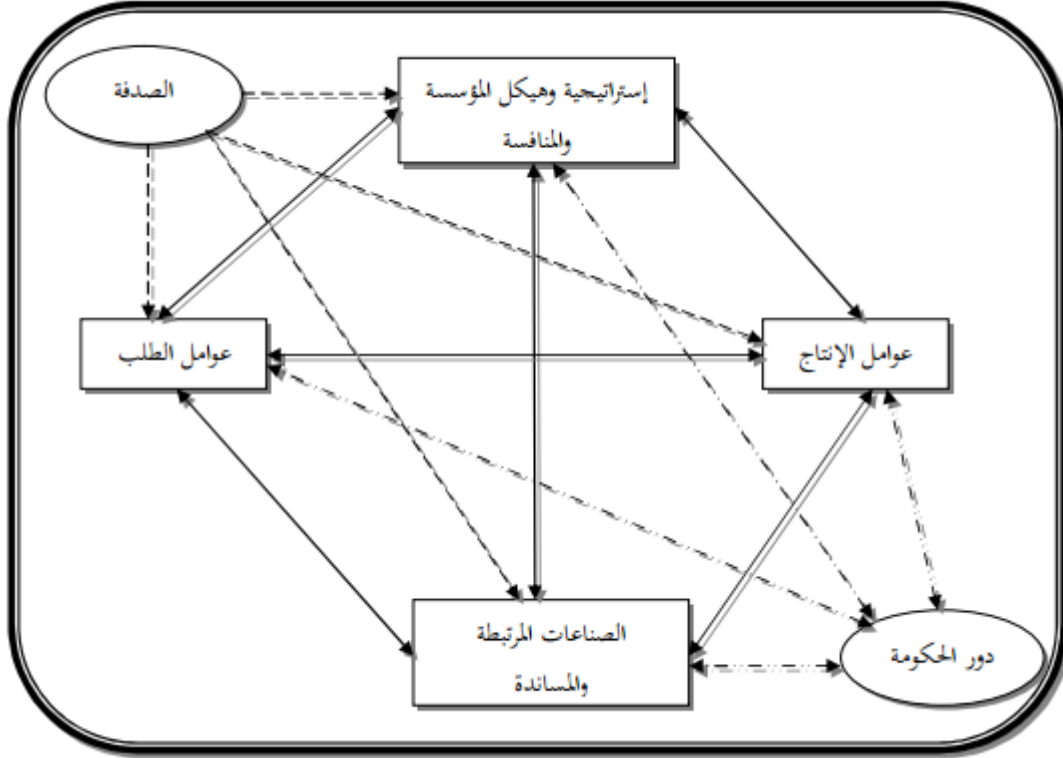 إستراتيجية وهيكل المؤسسة
والمنافسة
الصدفة
عوامل الإنتاج
عوامل الطلب
الصناعات المرتبطة
والمساندة
دور الحكومة